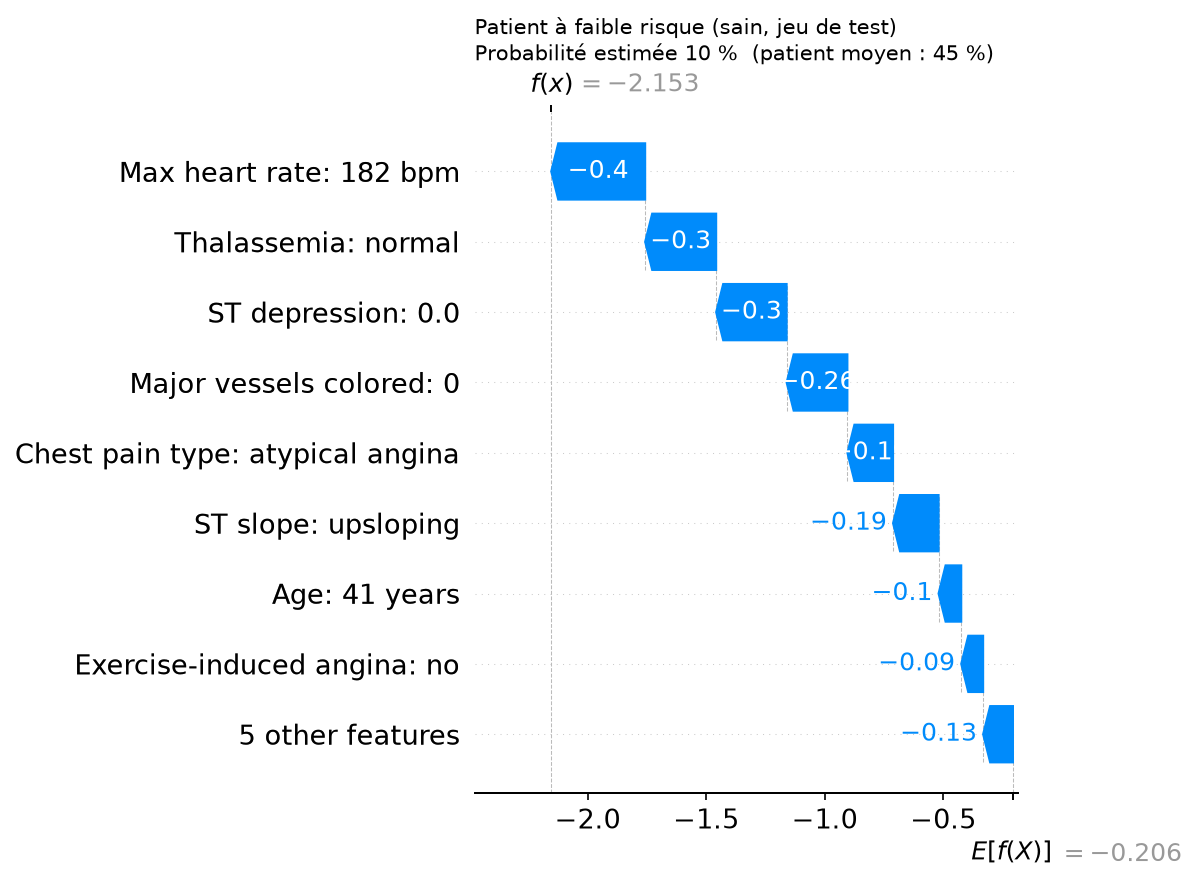 Patient à faible risque (sain, jeu de test)
Probabilité estimée 10 %  (patient moyen : 45 %)
f(x) = −2.153
Max heart rate: 182 bpm
−0.4
Thalassemia: normal
−0.3
ST depression: 0.0
−0.3
Major vessels colored: 0
−0.26
Chest pain type: atypical angina
ST slope: upsloping
−0.19
Age: 41 years
−0.1
Exercise-induced angina: no
−0.09
5 other features
−0.13
−2.0 −1.5 −1.0 −0.5
E[f(X)] = −0.206